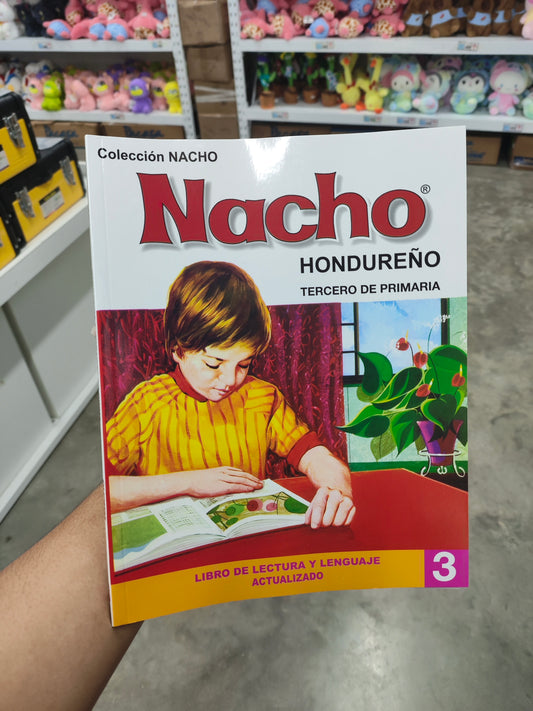 Colección NACHO
Nacho®
HONDUREÑO
TERCERO DE PRIMARIA
LIBRO DE LECTURA Y LENGUAJE
ACTUALIZADO
3